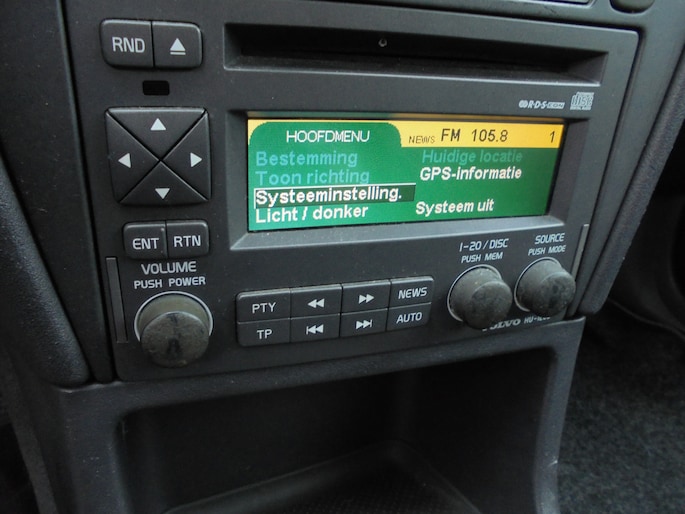 RND
R·D·S
HOOFDMENU
NEWS FM 105.8 1
Bestemming Huidige locatie
Toon richting GPS-informatie
Systeeminstelling.
Licht / donker Systeem uit
ENT RTN
VOLUME
PUSH POWER
1-20 / DISC
PUSH MEM
SOURCE
PUSH MODE
PTY NEWS
TP AUTO
VOLVO